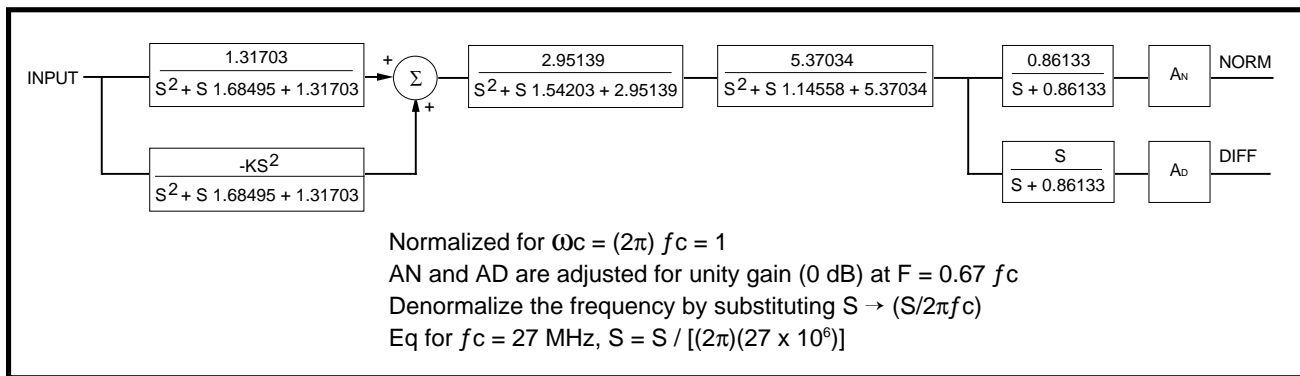 INPUT
1.31703
S² + S 1.68495 + 1.31703
-KS²
S² + S 1.68495 + 1.31703
+
Σ
+
2.95139
S² + S 1.54203 + 2.95139
5.37034
S² + S 1.14558 + 5.37034
0.86133
S + 0.86133
AN
NORM
S
S + 0.86133
AD
DIFF
Normalized for ωc = (2π) ƒc = 1
AN and AD are adjusted for unity gain (0 dB) at F = 0.67 ƒc
Denormalize the frequency by substituting S → (S/2πƒc)
Eq for ƒc = 27 MHz, S = S / [(2π)(27 x 10⁶)]